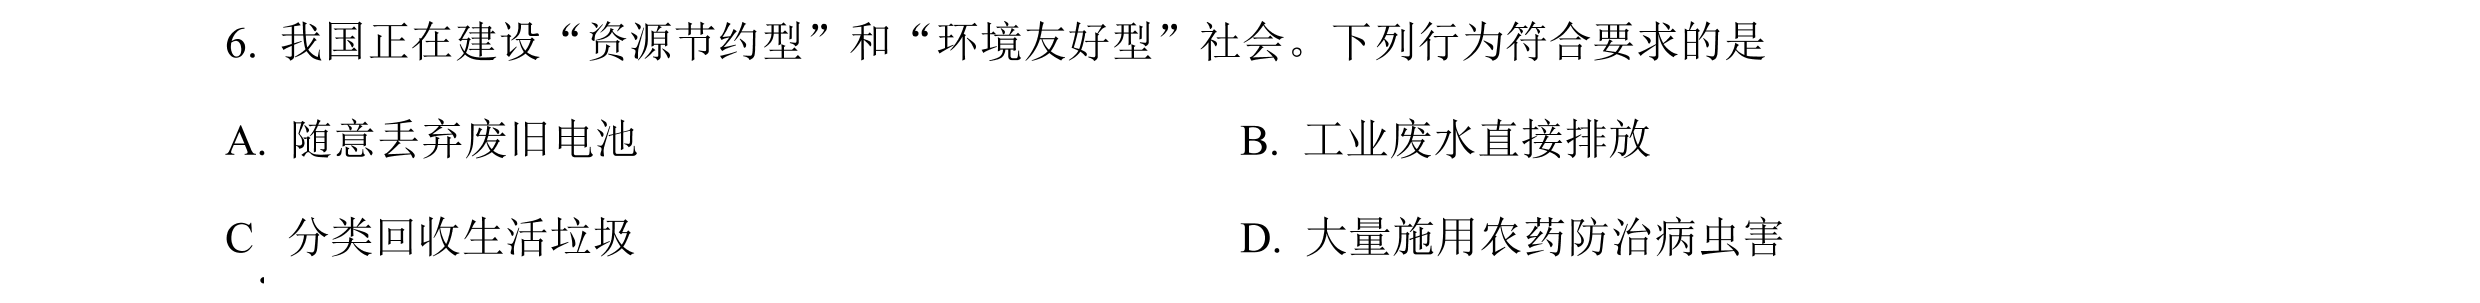 6. 我国正在建设“资源节约型”和“环境友好型”社会。下列行为符合要求的是
A. 随意丢弃废旧电池 B. 工业废水直接排放
C 分类回收生活垃圾 D. 大量施用农药防治病虫害
.